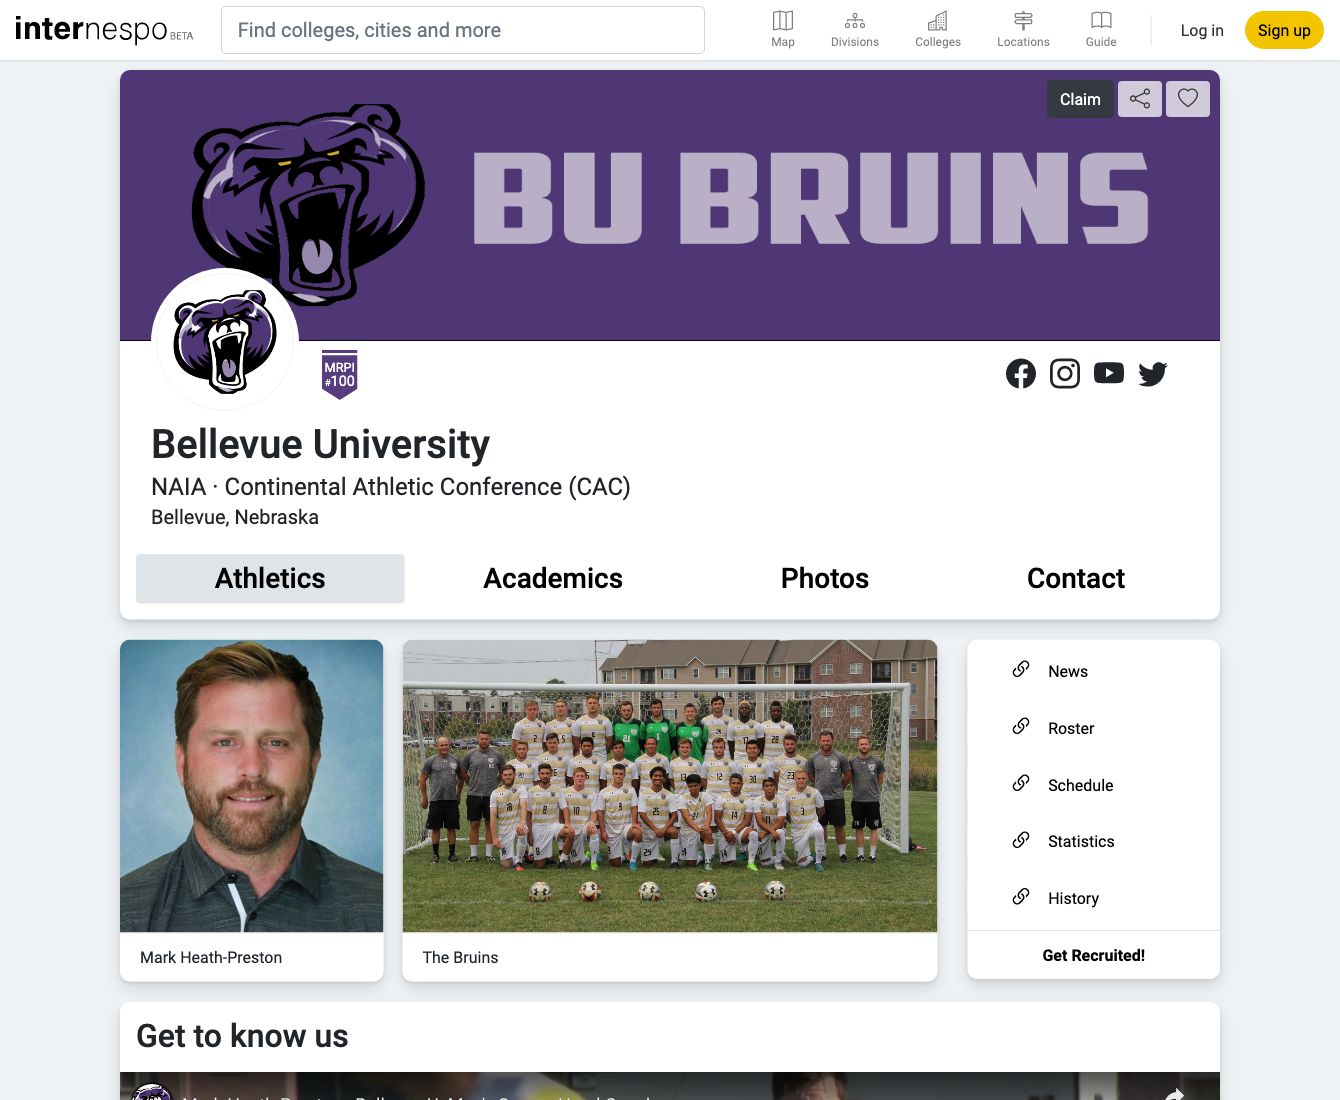 internespo BETA
Find colleges, cities and more
Map
Divisions
Colleges
Locations
Guide
Log in
Sign up
Claim
BU BRUINS
MRPI
#100
Bellevue University
NAIA · Continental Athletic Conference (CAC)
Bellevue, Nebraska
Athletics
Academics
Photos
Contact
News
Roster
Schedule
Statistics
History
Get Recruited!
Mark Heath-Preston
The Bruins
Get to know us